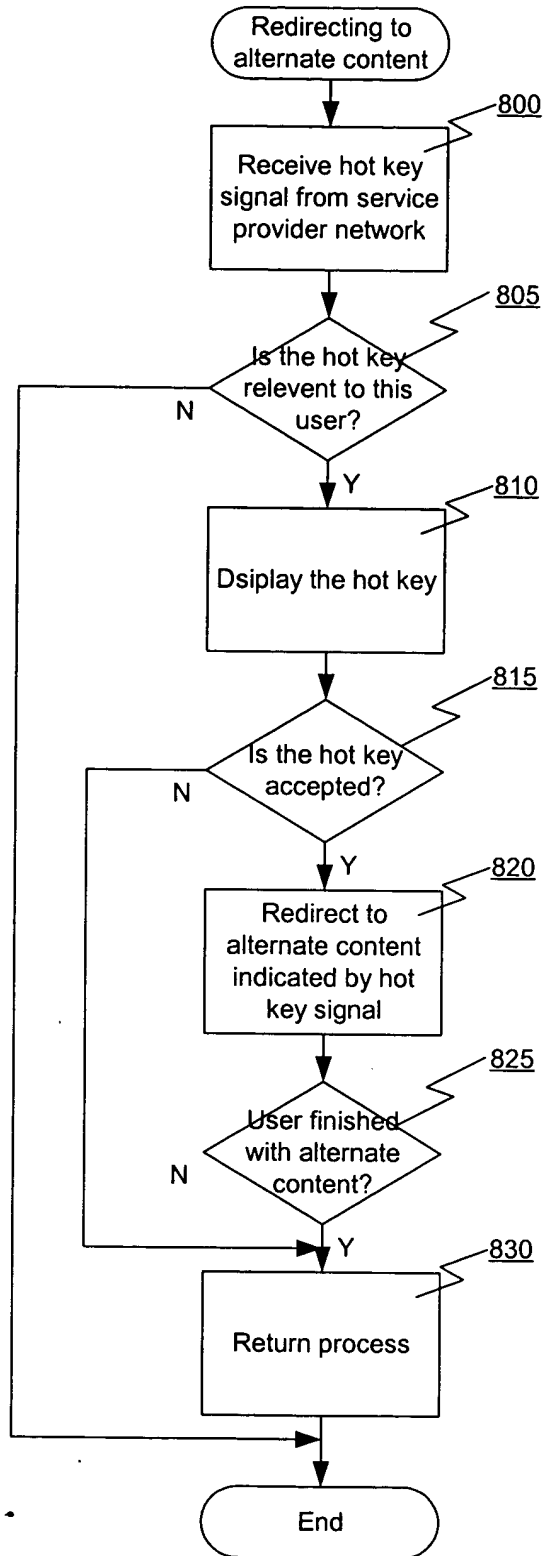 Redirecting to
alternate content
800
Receive hot key
signal from service
provider network
805
Is the hot key
relevent to this
user?
N
Y
810
Dsiplay the hot key
815
Is the hot key
accepted?
N
Y
820
Redirect to
alternate content
indicated by hot
key signal
825
User finished
with alternate
content?
N
Y
830
Return process
End